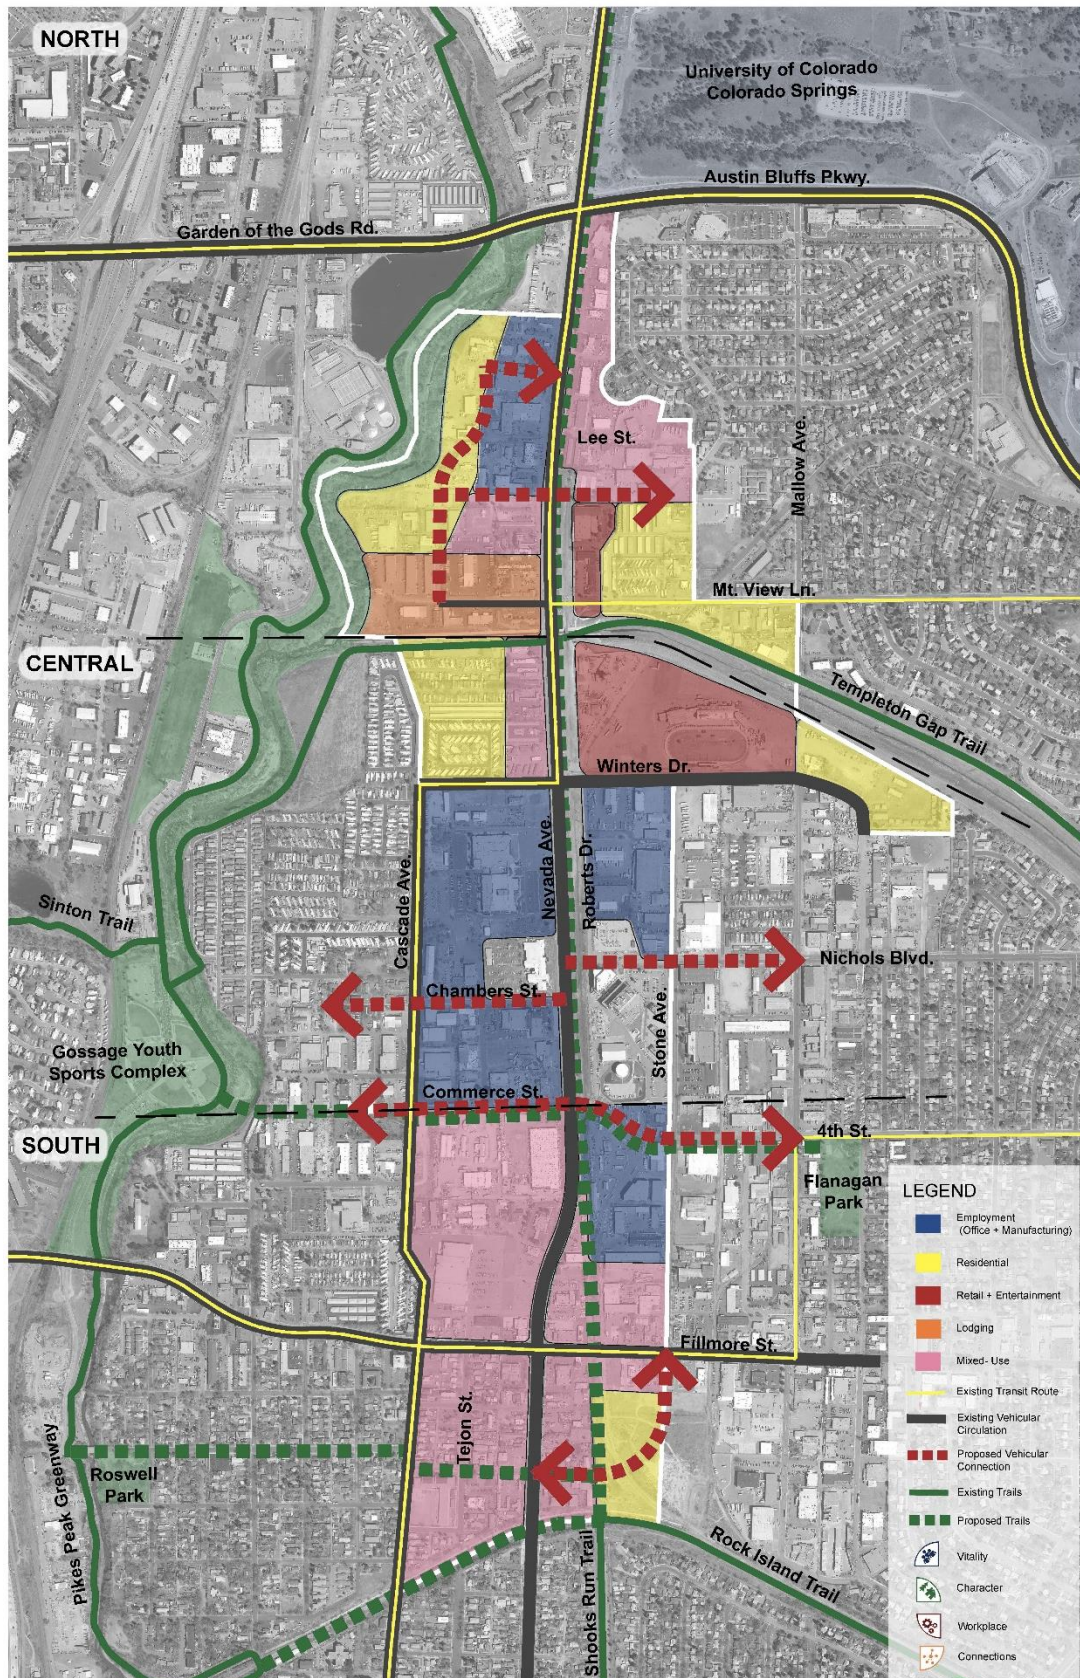 NORTH
University of Colorado
Colorado Springs
Austin Bluffs Pkwy.
Garden of the Gods Rd.
Lee St.
Mallow Ave.
Mt. View Ln.
CENTRAL
Templeton Gap Trail
Winters Dr.
Cascade Ave.
Nevada Ave.
Roberts Dr.
Sinton Trail
Nichols Blvd.
Chambers St.
Stone Ave.
Gossage Youth
Sports Complex
Commerce St.
SOUTH
4th St.
Flanagan
Park
Fillmore St.
Tejon St.
Roswell
Park
Pikes Peak Greenway
Shooks Run Trail
Rock Island Trail
LEGEND
Employment
(Office + Manufacturing)
Residential
Retail + Entertainment
Lodging
Mixed- Use
Existing Transit Route
Existing Vehicular
Circulation
Proposed Vehicular
Connection
Existing Trails
Proposed Trails
Vitality
Character
Workplace
Connections